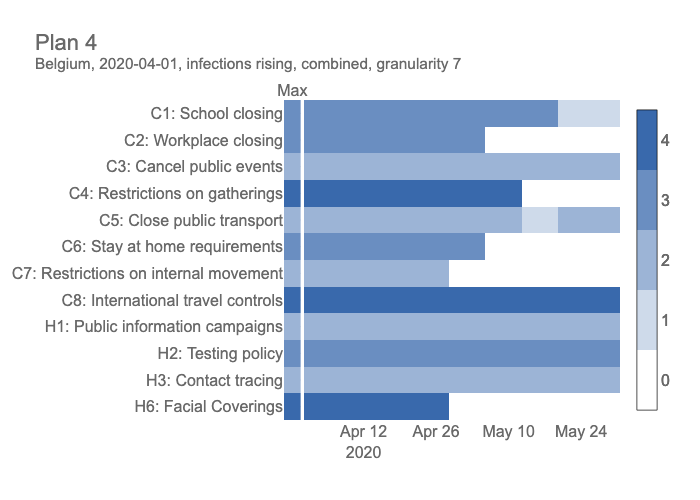 Plan 4
Belgium, 2020-04-01, infections rising, combined, granularity 7
Max
C1: School closing
C2: Workplace closing
C3: Cancel public events
C4: Restrictions on gatherings
C5: Close public transport
C6: Stay at home requirements
C7: Restrictions on internal movement
C8: International travel controls
H1: Public information campaigns
H2: Testing policy
H3: Contact tracing
H6: Facial Coverings
Apr 12 Apr 26 May 10 May 24
2020
4
3
2
1
0